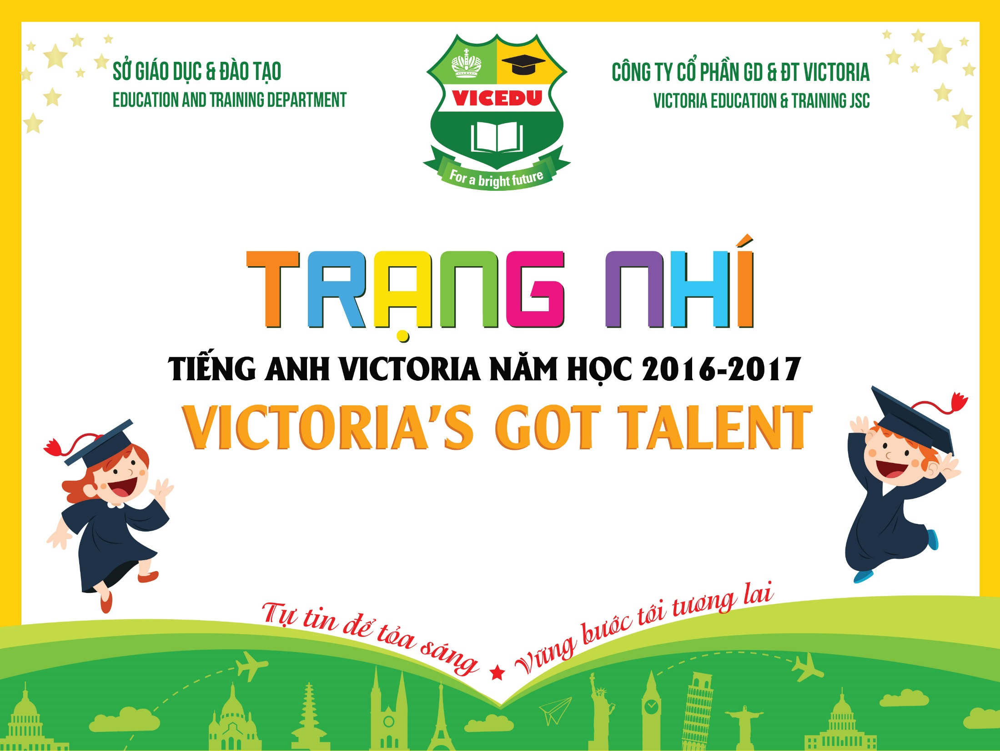 SỞ GIÁO DỤC & ĐÀO TẠO
EDUCATION AND TRAINING DEPARTMENT
VICEDU
For a bright future
CÔNG TY CỔ PHẦN GD & ĐT VICTORIA
VICTORIA EDUCATION & TRAINING JSC
TRẠNG NHÍ
TIẾNG ANH VICTORIA NĂM HỌC 2016-2017
VICTORIA'S GOT TALENT
Tự tin để tỏa sáng ★ Vững bước tới tương lai